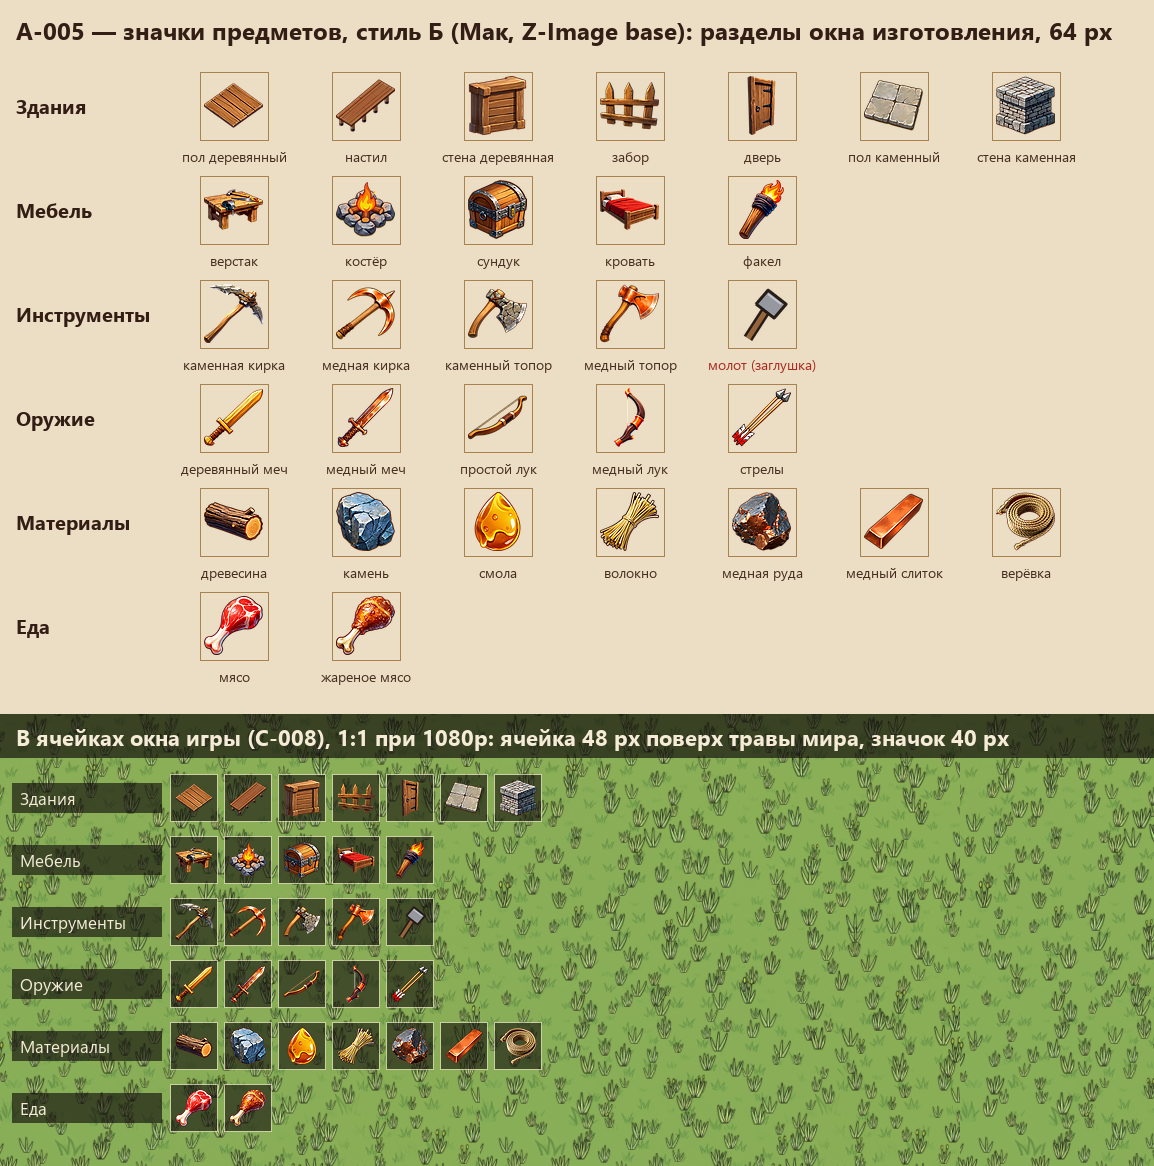 А-005 — значки предметов, стиль Б (Мак, Z-Image base): разделы окна изготовления, 64 px
Здания
пол деревянный настил стена деревянная забор дверь пол каменный стена каменная
Мебель
верстак костёр сундук кровать факел
Инструменты
каменная кирка медная кирка каменный топор медный топор молот (заглушка)
Оружие
деревянный меч медный меч простой лук медный лук стрелы
Материалы
древесина камень смола волокно медная руда медный слиток верёвка
Еда
мясо жареное мясо
В ячейках окна игры (С-008), 1:1 при 1080p: ячейка 48 px поверх травы мира, значок 40 px
Здания
Мебель
Инструменты
Оружие
Материалы
Еда